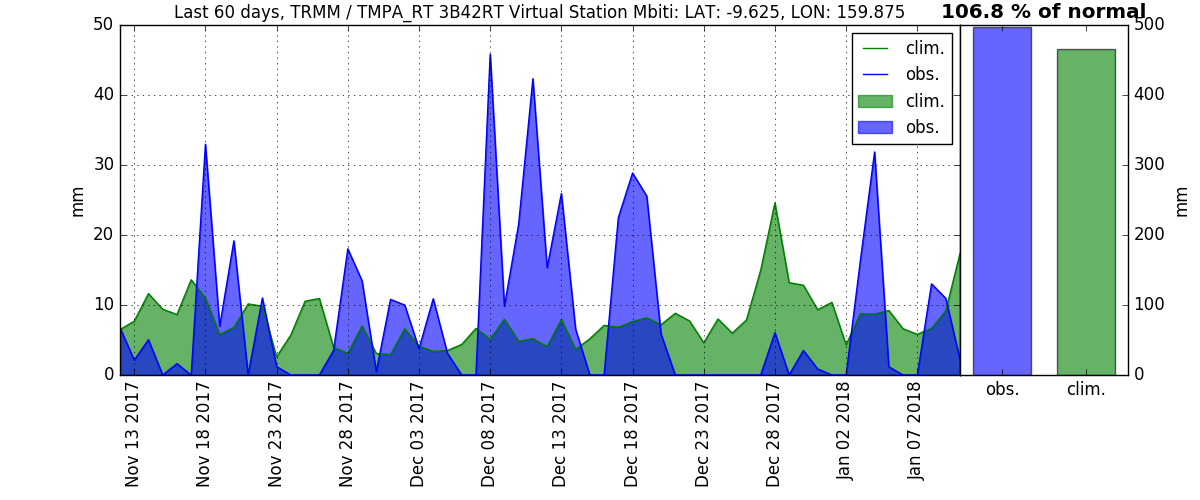 Last 60 days, TRMM / TMPA_RT 3B42RT Virtual Station Mbiti: LAT: -9.625, LON: 159.875
106.8 % of normal
50
40
30
20
10
0
mm
clim.
obs.
clim.
obs.
500
400
300
200
100
0
mm
Nov 13 2017
Nov 18 2017
Nov 23 2017
Nov 28 2017
Dec 03 2017
Dec 08 2017
Dec 13 2017
Dec 18 2017
Dec 23 2017
Dec 28 2017
Jan 02 2018
Jan 07 2018
obs.
clim.